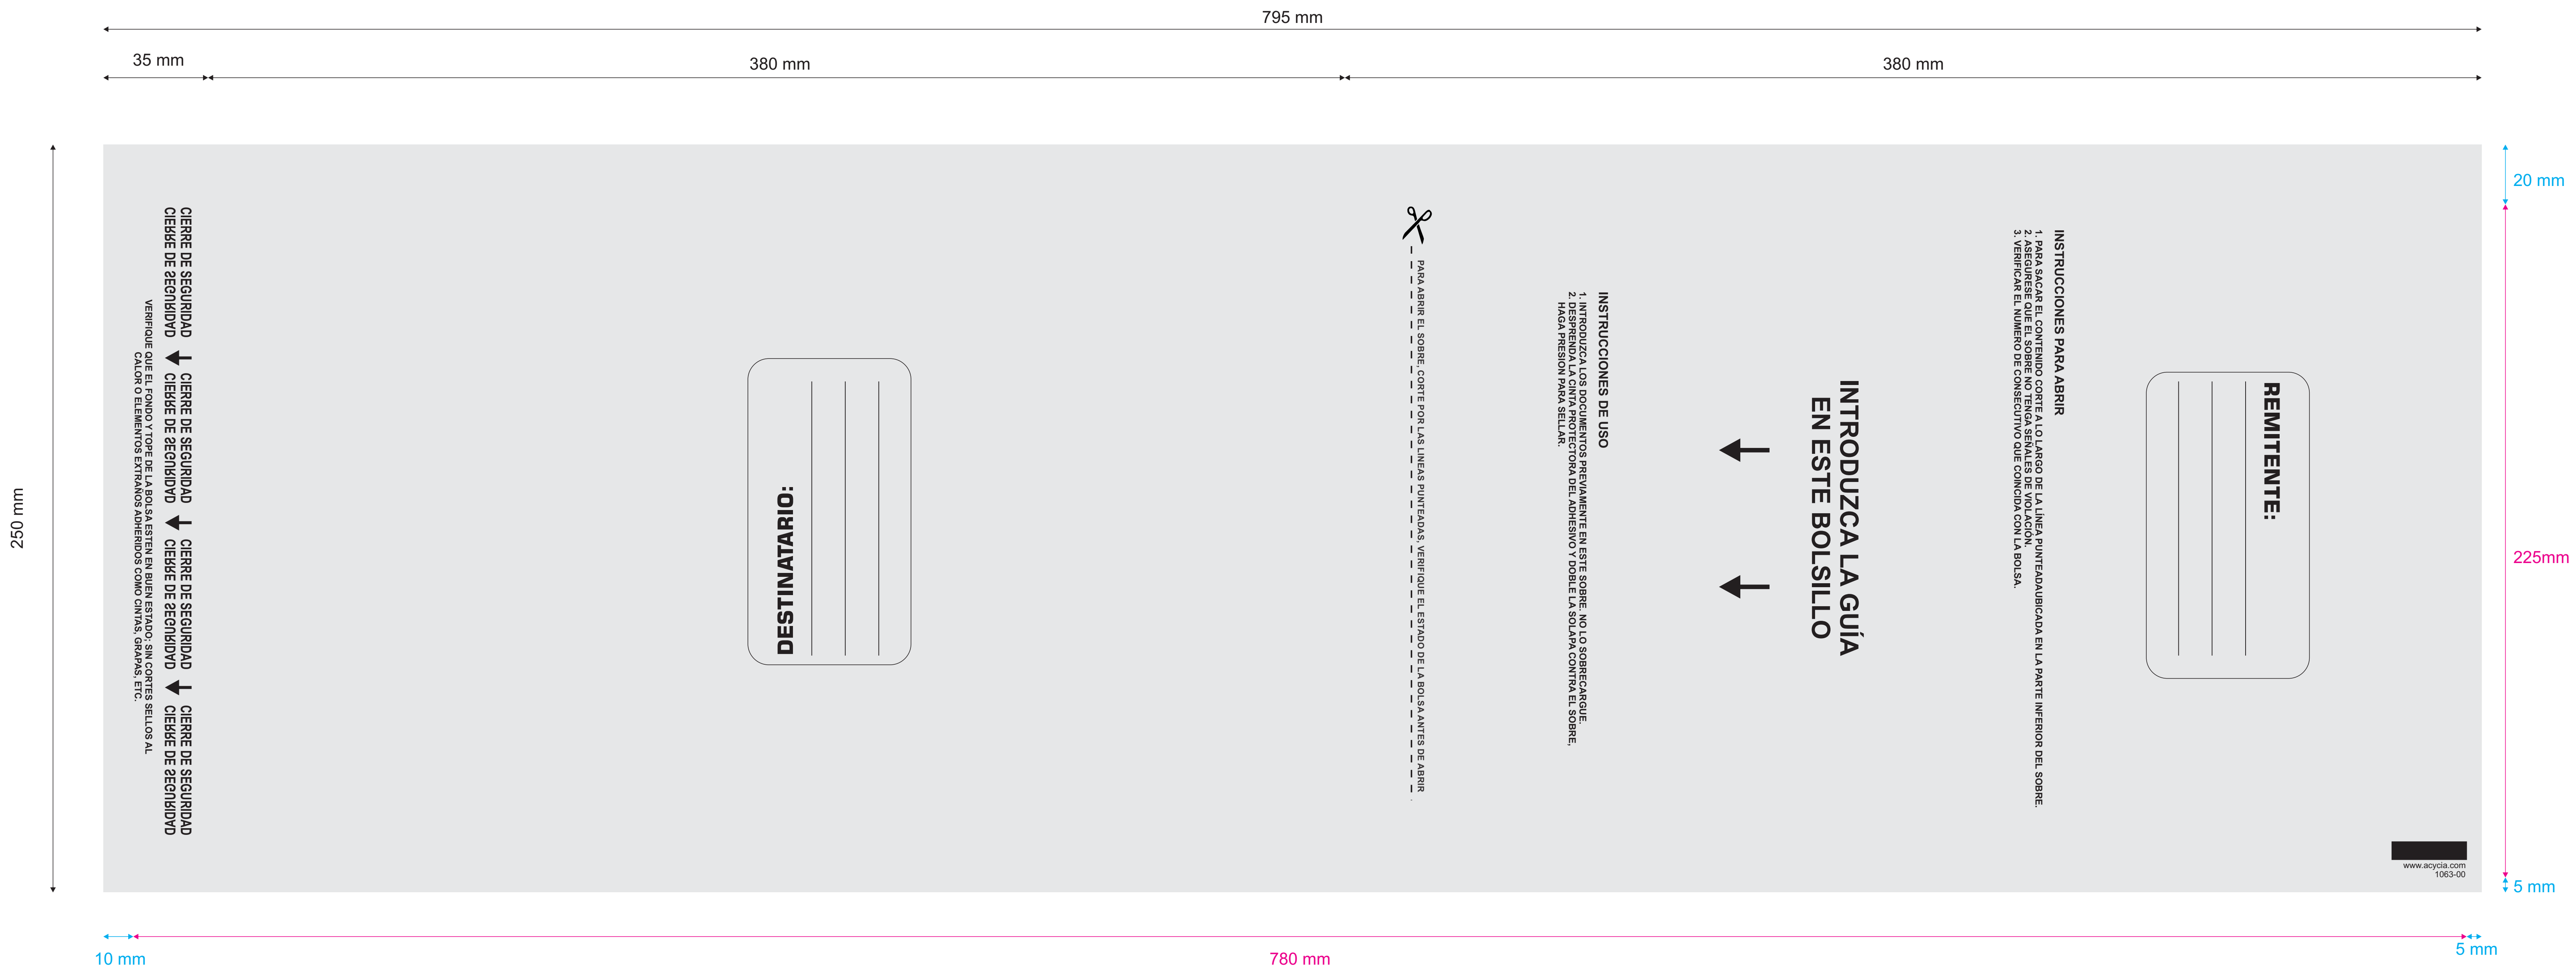 795 mm
35 mm
380 mm
380 mm
250 mm
CIERRE DE SEGURIDAD CIERRE DE SEGURIDAD CIERRE DE SEGURIDAD CIERRE DE SEGURIDAD
CIERRE DE SEGURIDAD CIERRE DE SEGURIDAD CIERRE DE SEGURIDAD CIERRE DE SEGURIDAD
VERIFIQUE QUE EL FONDO Y TOPE DE LA BOLSA ESTEN EN BUEN ESTADO; SIN CORTES SELLOS AL
CALOR O ELEMENTOS EXTRAÑOS ADHERIDOS COMO CINTAS, GRAPAS, ETC.
DESTINATARIO:
PARA ABRIR EL SOBRE, CORTE POR LAS LINEAS PUNTEADAS, VERIFIQUE EL ESTADO DE LA BOLSA ANTES DE ABRIR
INSTRUCCIONES DE USO
1. INTRODUZCA LOS DOCUMENTOS PREVIAMENTE EN ESTE SOBRE. NO LO SOBRECARGUE.
2. DESPRENDA LA CINTA PROTECTORA DEL ADHESIVO Y DOBLE LA SOLAPA CONTRA EL SOBRE,
HAGA PRESION PARA SELLAR.
INTRODUZCA LA GUÍA
EN ESTE BOLSILLO
INSTRUCCIONES PARA ABRIR
1. PARA SACAR EL CONTENIDO CORTE A LO LARGO DE LA LÍNEA PUNTEADAUBICADA EN LA PARTE INFERIOR DEL SOBRE.
2. ASEGURESE QUE EL SOBRE NO TENGA SEÑALES DE VIOLACIÓN.
3. VERIFICAR EL NUMERO DE CONSECUTIVO QUE COINCIDA CON LA BOLSA.
REMITENTE:
www.acycia.com
1063-00
20 mm
225mm
5 mm
10 mm
780 mm
5 mm